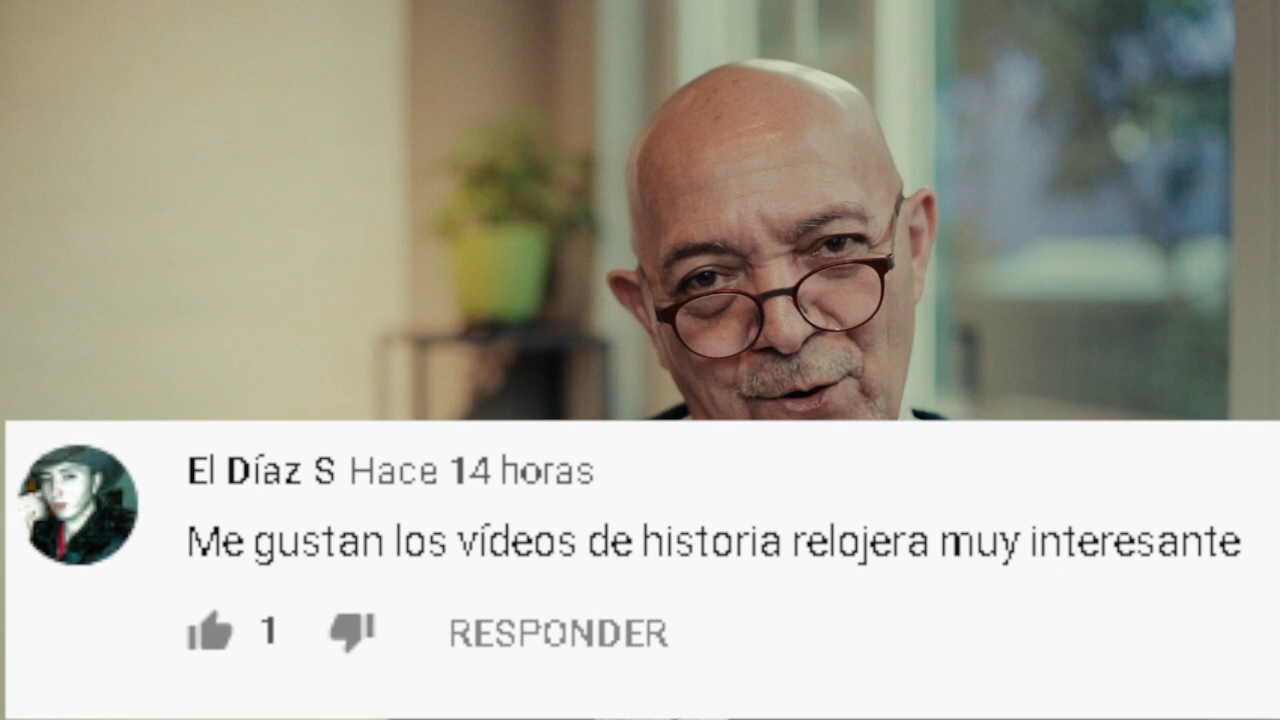 El Díaz S Hace 14 horas
Me gustan los vídeos de historia relojera muy interesante
1
RESPONDER